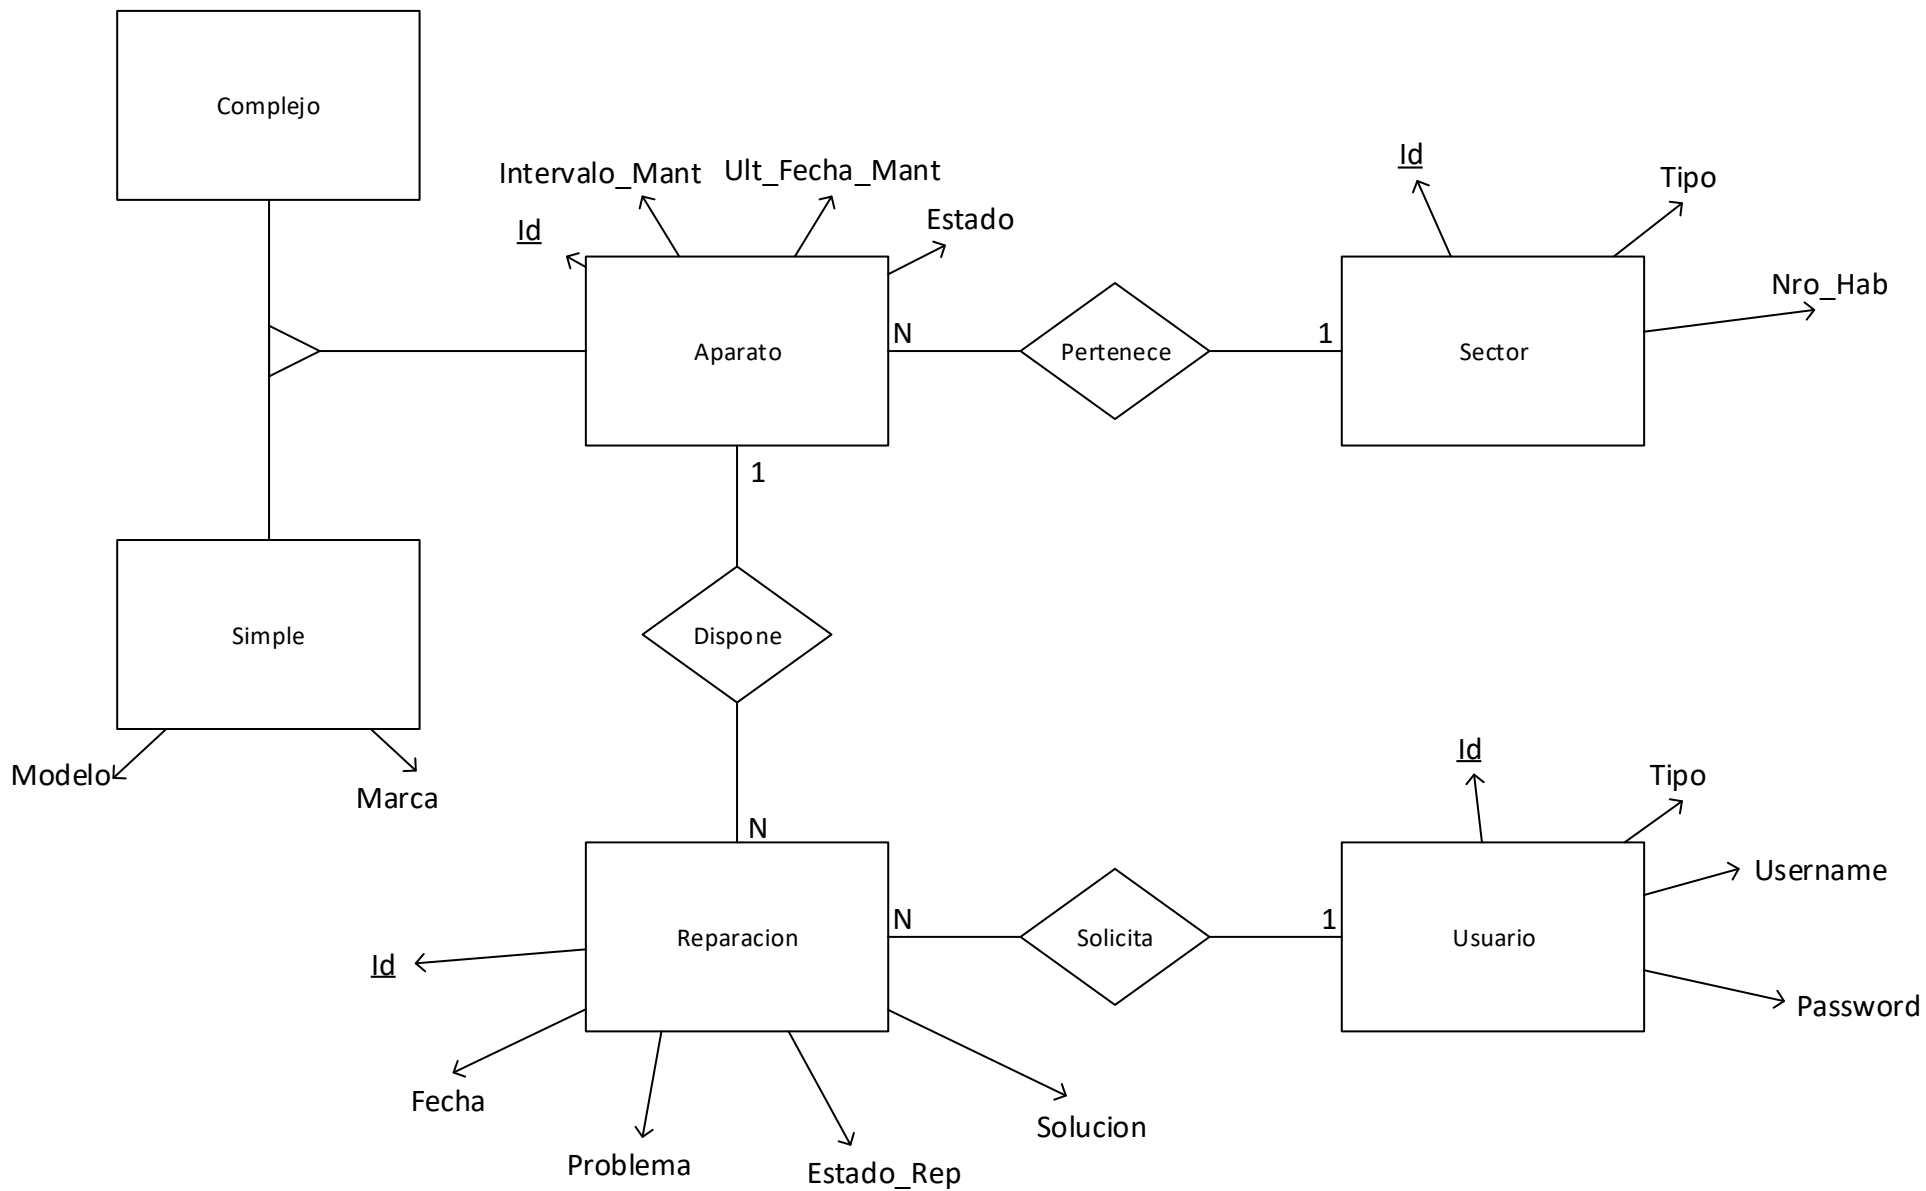 Complejo
Intervalo_Mant
Ult_Fecha_Mant
Id
Estado
Id
Tipo
Nro_Hab
Aparato
N
Pertenece
1
Sector
1
Dispone
N
Simple
Modelo
Marca
Id
Tipo
Username
Password
Reparacion
N
Solicita
1
Usuario
Id
Fecha
Problema
Estado_Rep
Solucion